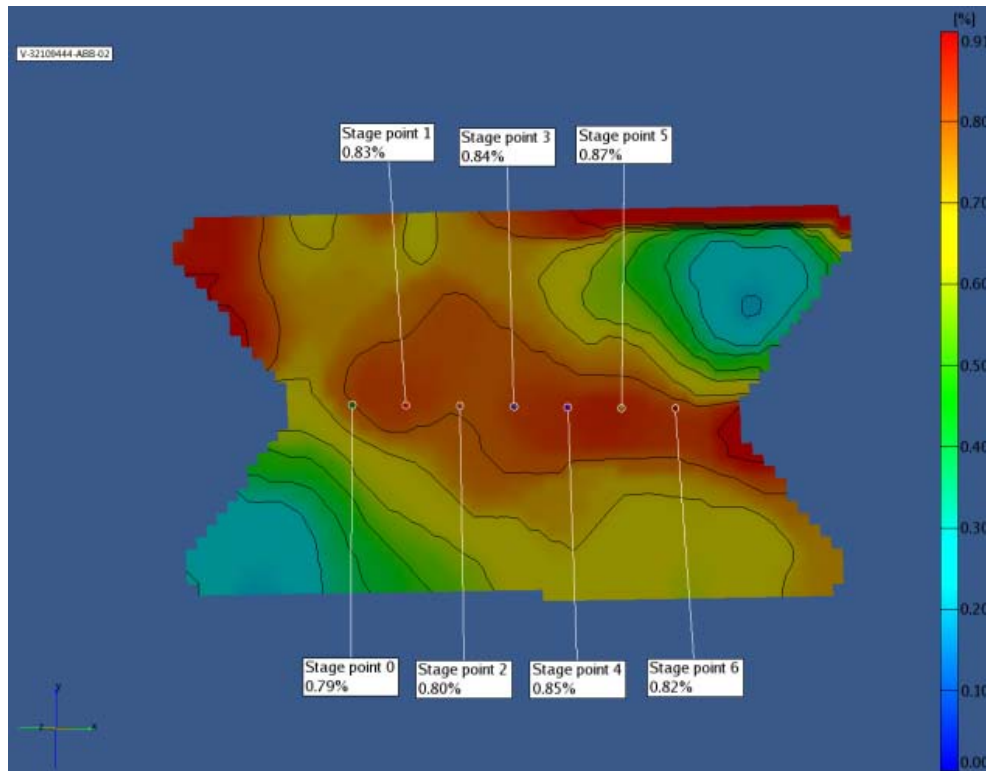 [%]
V-32109444-ABB-02
0.91
0.80
0.70
0.60
0.50
0.40
0.30
0.20
0.10
0.00
Stage point 1
0.83%
Stage point 3
0.84%
Stage point 5
0.87%
Stage point 0
0.79%
Stage point 2
0.80%
Stage point 4
0.85%
Stage point 6
0.82%
y
z
x